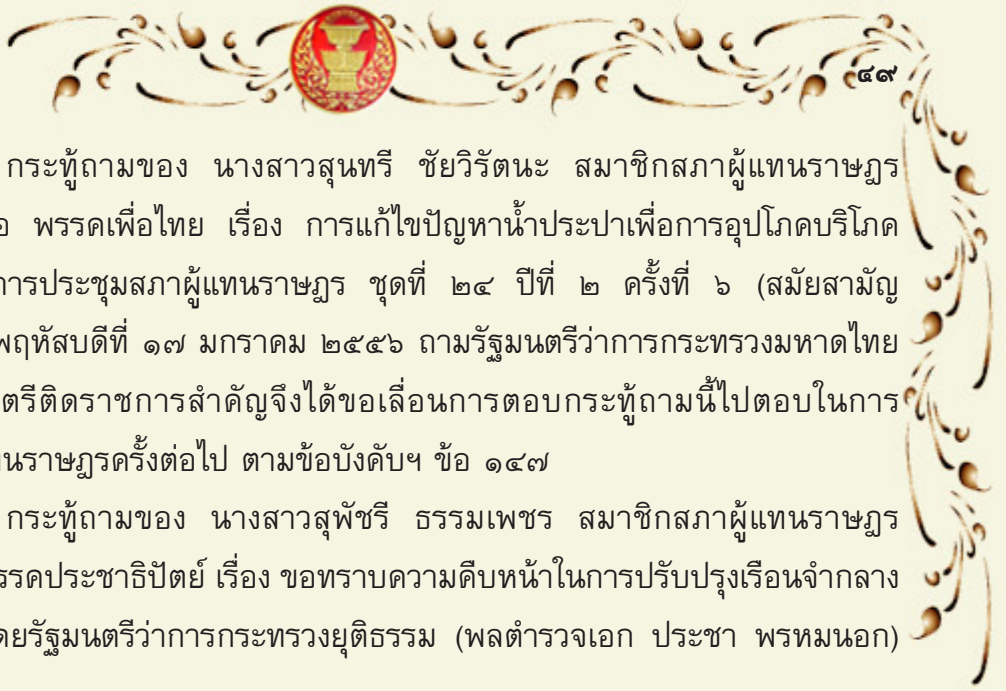 ๔๙
กระทู้ถามของ นางสาวสุนทรี ชัยวิรัตนะ สมาชิกสภาผู้แทนราษฎร
พรรคเพื่อไทย เรื่อง การแก้ไขปัญหาน้ำประปาเพื่อการอุปโภคบริโภค
การประชุมสภาผู้แทนราษฎร ชุดที่ ๒๔ ปีที่ ๒ ครั้งที่ ๖ (สมัยสามัญ
พฤหัสบดีที่ ๑๗ มกราคม ๒๕๕๖ ถามรัฐมนตรีว่าการกระทรวงมหาดไทย
ตรีติดราชการสำคัญจึงได้ขอเลื่อนการตอบกระทู้ถามนี้ไปตอบในการ
ทนราษฎรครั้งต่อไป ตามข้อบังคับฯ ข้อ ๑๔๗
กระทู้ถามของ นางสาวสุพัชรี ธรรมเพชร สมาชิกสภาผู้แทนราษฎร
รรคประชาธิปัตย์ เรื่อง ขอทราบความคืบหน้าในการปรับปรุงเรือนจำกลาง
ดยรัฐมนตรีว่าการกระทรวงยุติธรรม (พลตำรวจเอก ประชา พรหมนอก)